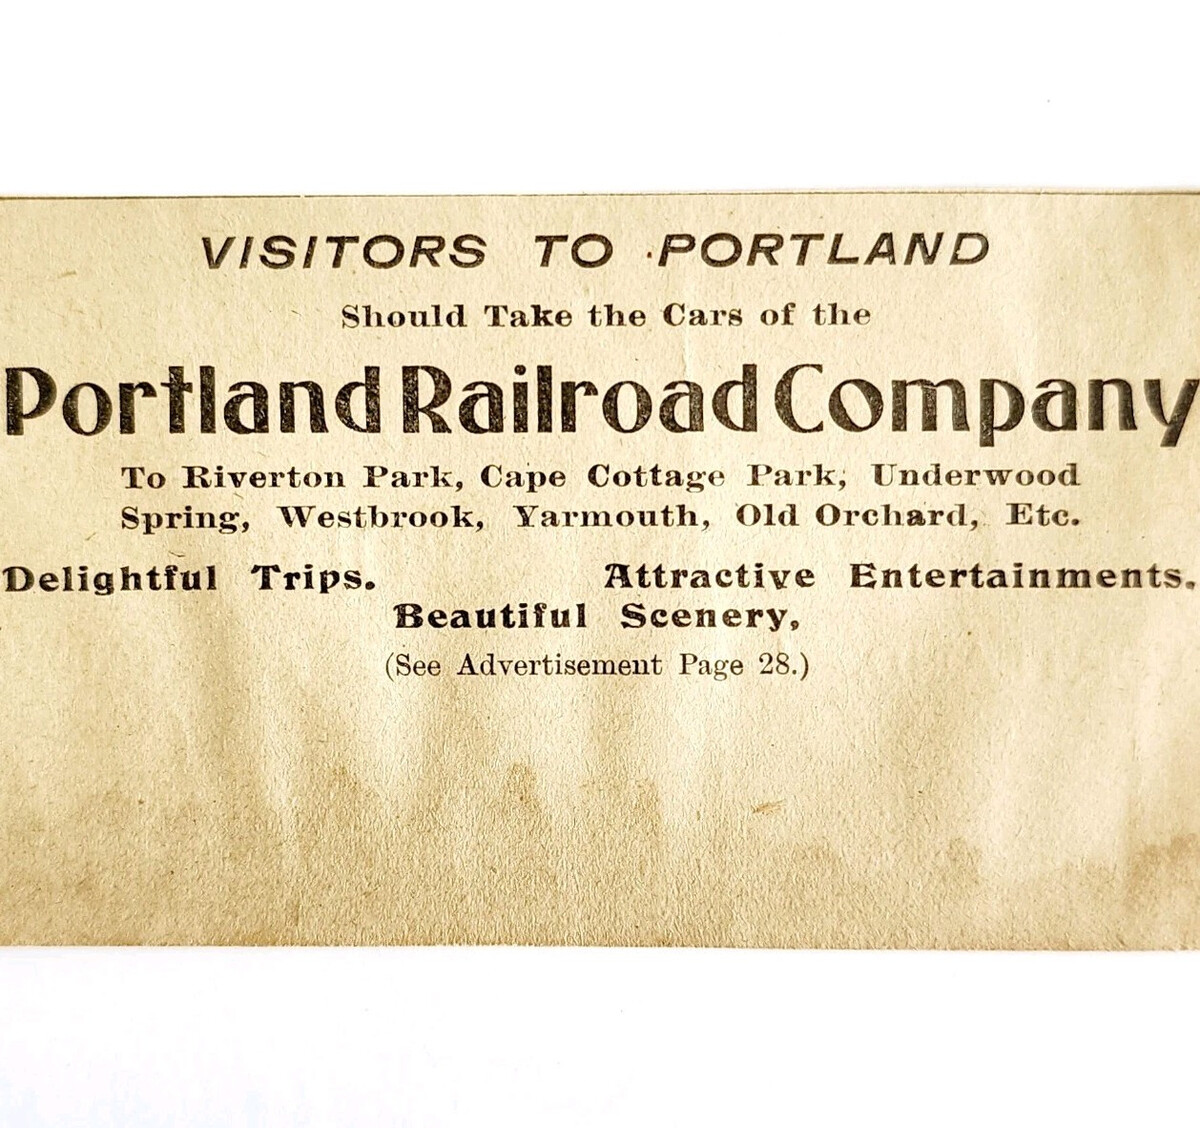 VISITORS TO PORTLAND
Should Take the Cars of the
Portland Railroad Company
To Riverton Park, Cape Cottage Park, Underwood
Spring, Westbrook, Yarmouth, Old Orchard, Etc.
Delightful Trips. Attractive Entertainments.
Beautiful Scenery,
(See Advertisement Page 28.)